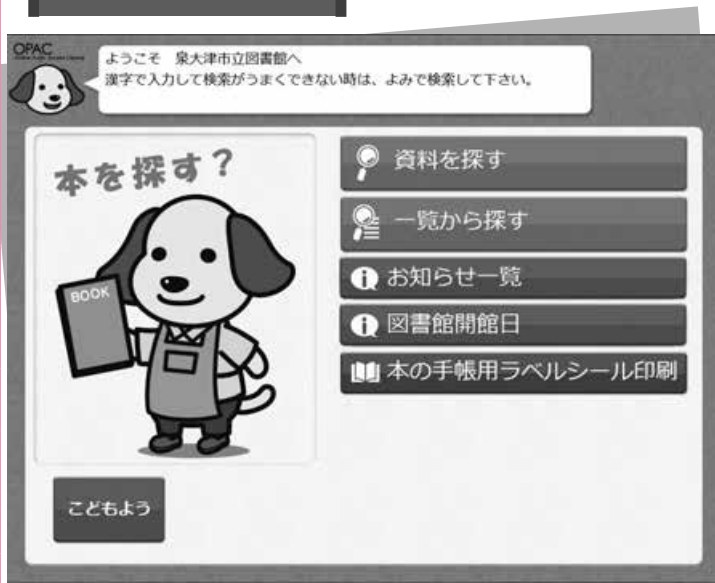 OPAC
ようこそ 泉大津市立図書館へ
漢字で入力して検索がうまくできない時は、よみで検索して下さい。
本を探す?
BOOK
資料を探す
一覧から探す
お知らせ一覧
図書館開館日
本の手帳用ラベルシール印刷
こどもよう